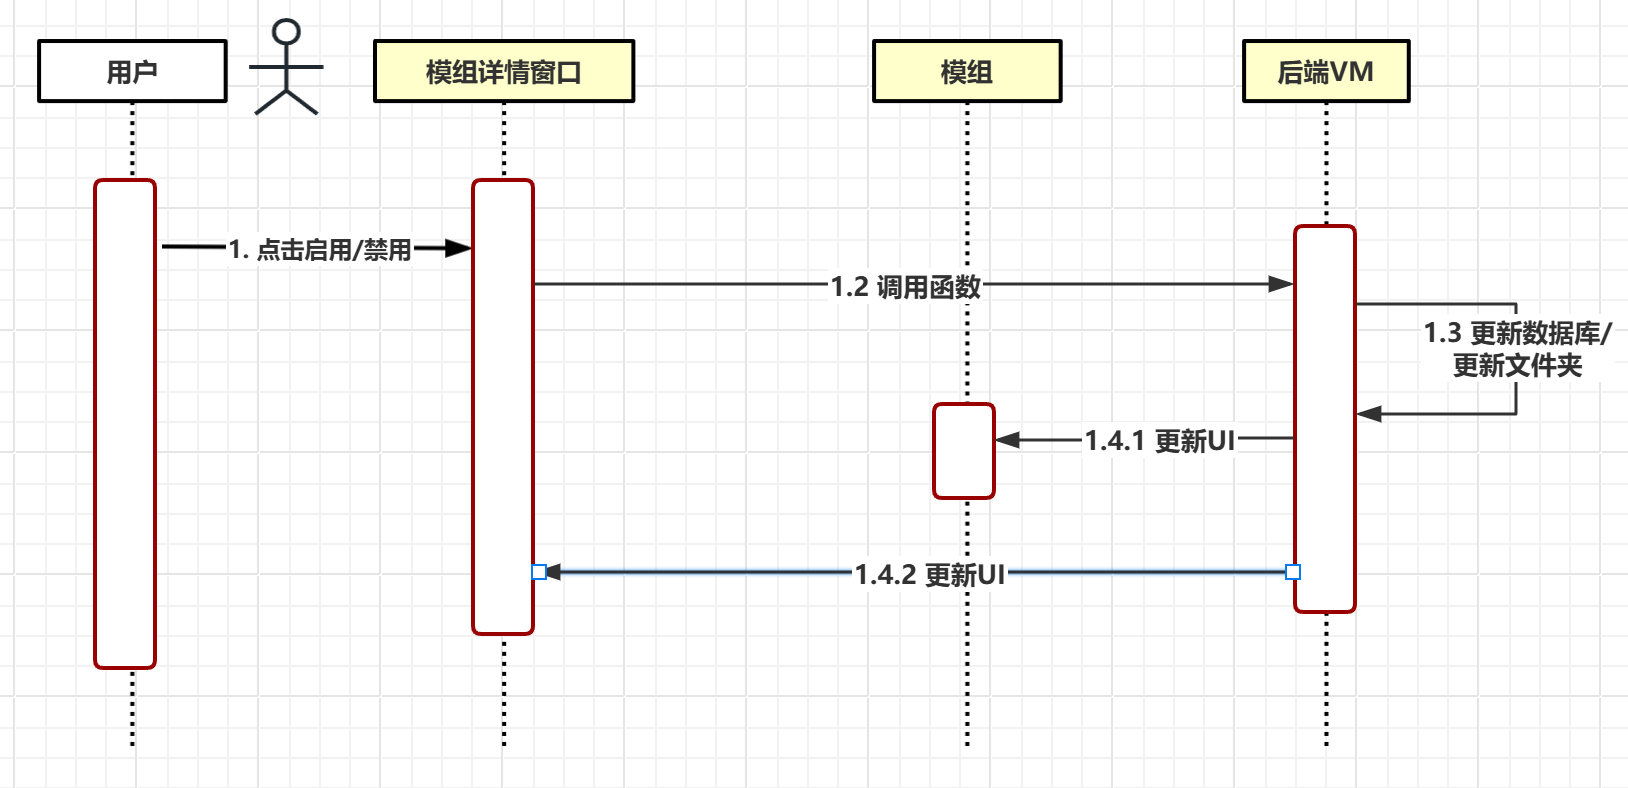 用户
模组详情窗口
模组
后端VM
1. 点击启用/禁用
1.2 调用函数
1.3 更新数据库/
更新文件夹
1.4.1 更新UI
1.4.2 更新UI